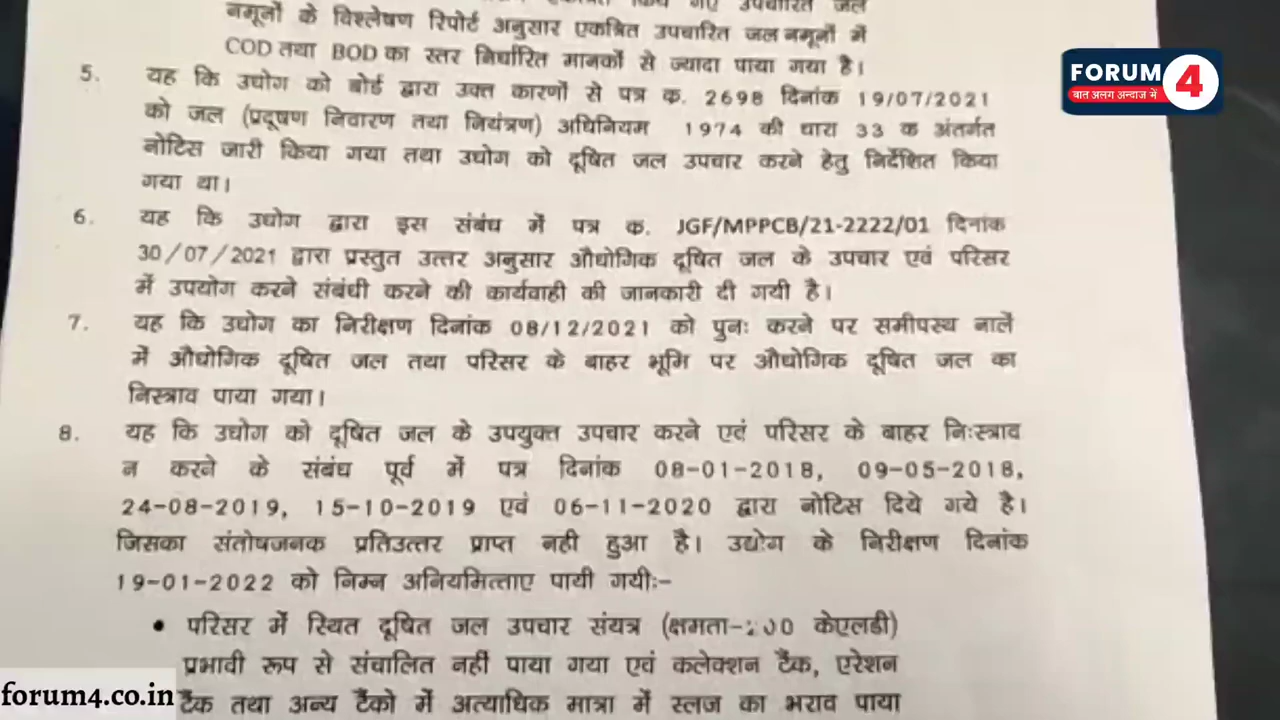 नमूनों के विश्लेषण रिपोर्ट अनुसार एकत्रित उपचारित जल नमूनों में
COD तथा BOD का स्तर निर्धारित मानकों से ज्यादा पाया गया है।
5. यह कि उद्योग को बोर्ड द्वारा उक्त कारणों से पत्र क. 2698 दिनांक 19/07/2021
को जल (प्रदूषण निवारण तथा नियंत्रण) अधिनियम 1974 की धारा 33 क अंतर्गत
नोटिस जारी किया गया तथा उद्योग को दूषित जल उपचार करने हेतु निर्देशित किया
गया था।
6. यह कि उद्योग द्वारा इस संबंध में पत्र क. JGF/MPPCB/21-2222/01 दिनांक
30/07/2021 द्वारा प्रस्तुत उत्तर अनुसार औधोगिक दूषित जल के उपचार एवं परिसर
में उपयोग करने संबंधी करने की कार्यवाही की जानकारी दी गयी है।
7. यह कि उद्योग का निरीक्षण दिनांक 08/12/2021 को पुनः करने पर समीपस्थ नालें
में औधोगिक दूषित जल तथा परिसर के बाहर भूमि पर औधोगिक दूषित जल का
निस्त्राव पाया गया।
8. यह कि उद्योग को दूषित जल के उपयुक्त उपचार करने एवं परिसर के बाहर निःस्त्राव
न करने के संबंध पूर्व में पत्र दिनांक 08-01-2018, 09-05-2018,
24-08-2019, 15-10-2019 एवं 06-11-2020 द्वारा नोटिस दिये गये है।
जिसका संतोषजनक प्रतिउत्तर प्राप्त नही हुआ है। उद्योग के निरीक्षण दिनांक
19-01-2022 को निम्न अनियमित्ताए पायी गयीः-
• परिसर में स्थित दूषित जल उपचार संयत्र (क्षमता- केएलडी)
प्रभावी रूप से संचालित नहीं पाया गया एवं कलेक्शन टैंक, एरेशन
टैंक तथा अन्य टैंको में अत्याधिक मात्रा में स्लज का भराव पाया
FORUM 4
बात अलग अन्दाज में
forum4.co.in